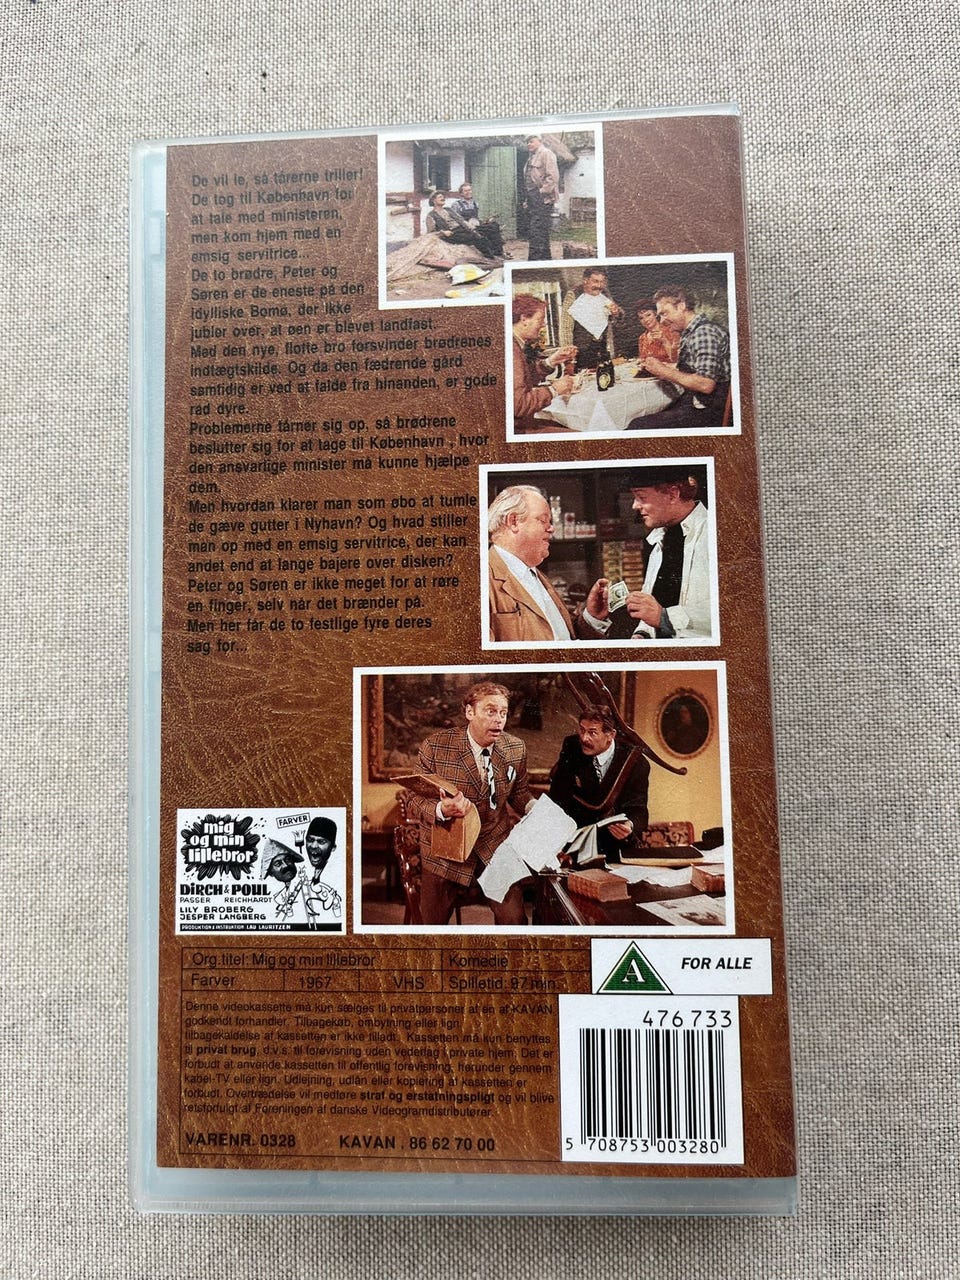 De vil le, så tårerne triller!
De tog til København for
at tale med ministeren,
men kom hjem med en
emsig servitrice...
De to brødre, Peter og
Søren er de eneste på den
idylliske Bomø, der ikke
jubler over, at øen er blevet landfast.
Med den nye, flotte bro forsvinder brødrenes
indtægtskilde. Og da den fædrende gård
samtidig er ved at falde fra hinanden, er gode
råd dyre.
Problemerne tårner sig op, så brødrene
beslutter sig for at tage til København , hvor
den ansvarlige minister må kunne hjælpe
dem.
Men hvordan klarer man som øbo at tumle
de gæve gutter i Nyhavn? Og hvad stiller
man op med en emsig servitrice, der kan
andet end at lange bajere over disken?
Peter og Søren er ikke meget for at røre
en finger, selv når det brænder på.
Men her får de to festlige fyre deres
sag for...
FARVER
mig
og min
lillebror
DIRCH & POUL
PASSER REICHHARDT
LILY BROBERG
JESPER LANGBERG
PRODUKTION & INSTRUKTION LAU LAURITZEN
Org.titel: Mig og min lillebror Komedie
Farver 1967 VHS Spilletid: 97 min.
A FOR ALLE
Denne videokassette må kun sælges til privatpersoner af en af KAVAN
godkendt forhandler. Tilbagekøb, ombytning eller lign.
tilbagekaldelse af kassetten er ikke tilladt. Kassetten må kun benyttes
til privat brug, d.v.s. til forevisning uden vederlag i private hjem. Det er
forbudt at anvende kassetten til offentlig forevisning, herunder gennem
kabel-TV eller lign. Udlejning, udlån eller kopiering af kassetten er
forbudt. Overtrædelse vil medføre straf og erstatningspligt og vil blive
retsforfulgt af Foreningen af danske Videogramdistributører.
VARENR. 0328 KAVAN . 86 62 70 00
476 733
5 708753 003280